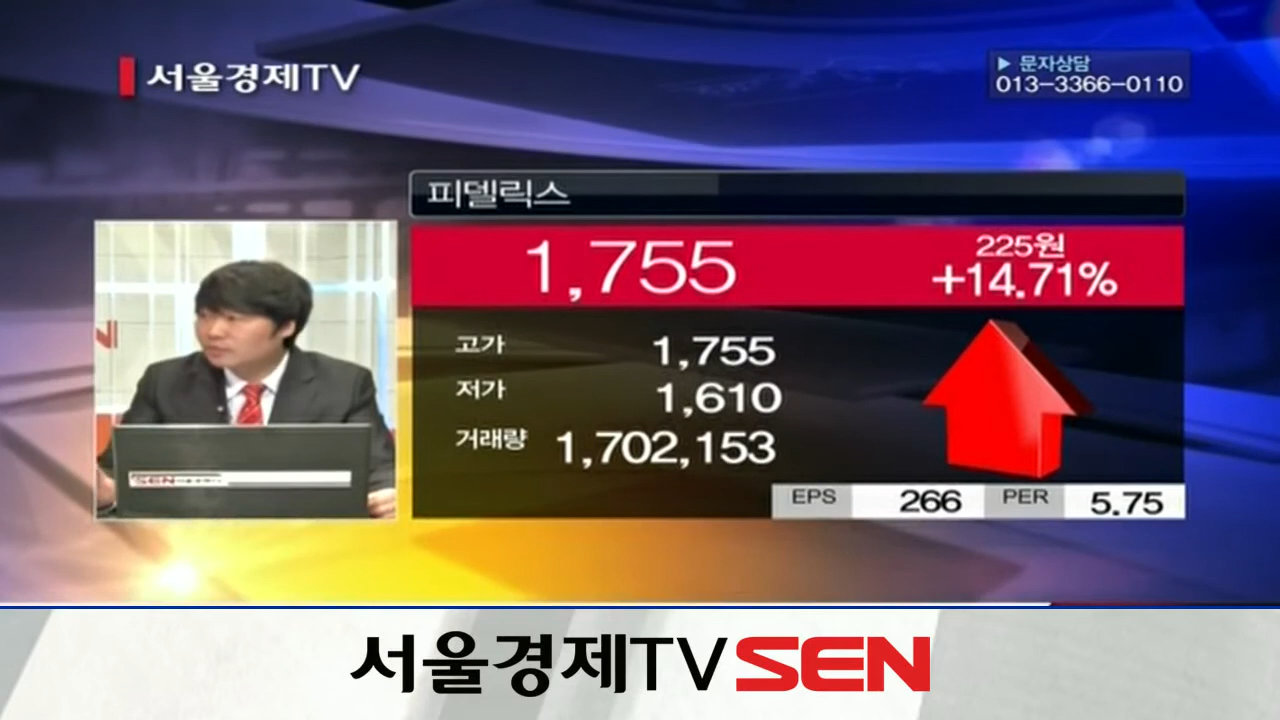 서울경제TV
▶ 문자상담
013-3366-0110
피델릭스
1,755
225원
+14.71%
고가 1,755
저가 1,610
거래량 1,702,153
EPS 266 PER 5.75
SEN
서울경제TV SEN